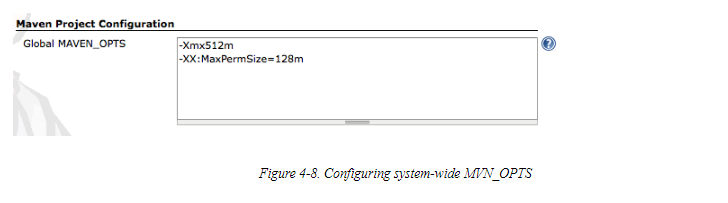 Maven Project Configuration
Global MAVEN_OPTS
-Xmx512m
-XX:MaxPermSize=128m
?
Figure 4-8. Configuring system-wide MVN_OPTS